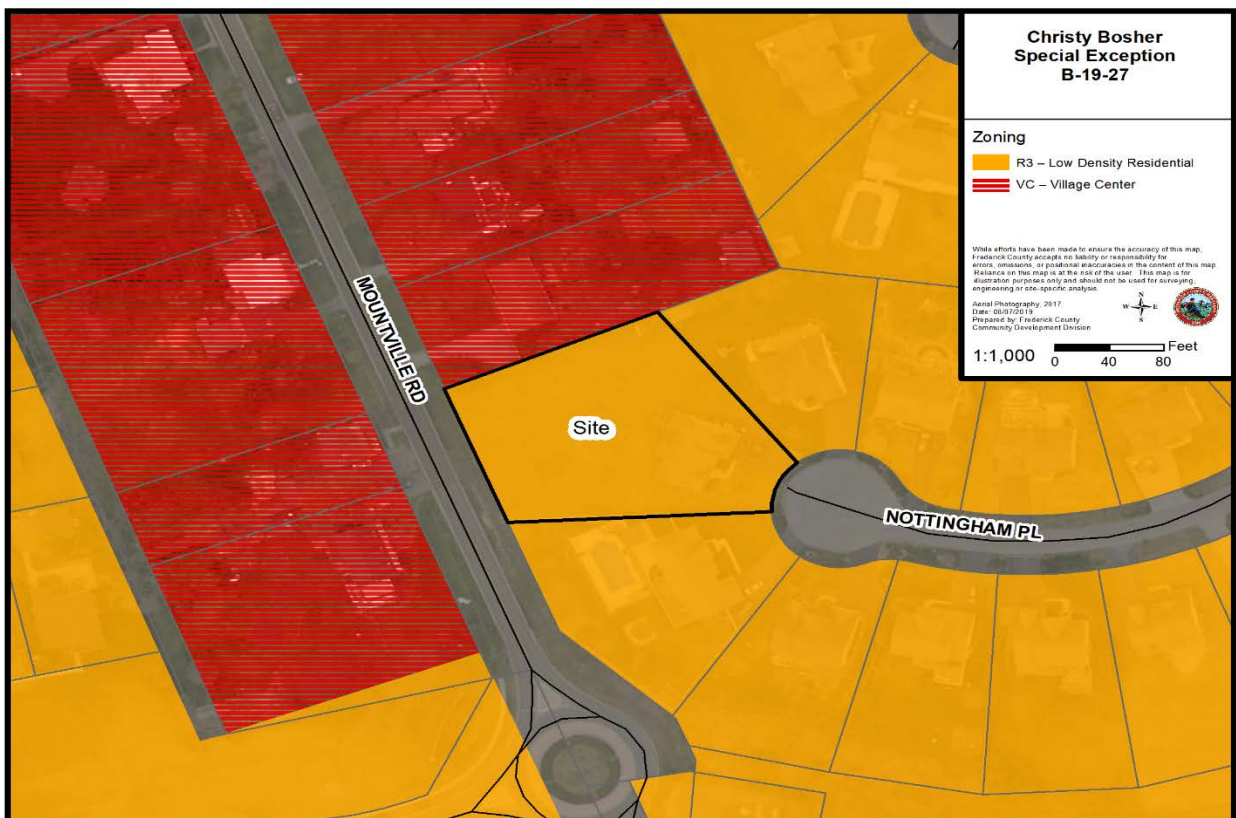 Christy Bosher
Special Exception
B-19-27
Zoning
R3 – Low Density Residential
VC – Village Center
While efforts have been made to ensure the accuracy of this map,
Frederick County accepts no liability or responsibility for
errors, omissions, or positional inaccuracies in the content of this map.
Reliance on this map is at the risk of the user. This map is for
illustration purposes only and should not be used for surveying,
engineering or site-specific analysis.
Aerial Photography, 2017
Date: 08/07/2019
Prepared by: Frederick County
Community Development Division
N
W E
S
1:1,000
Feet
0 40 80
MOUNTVILLE RD
Site
NOTTINGHAM PL